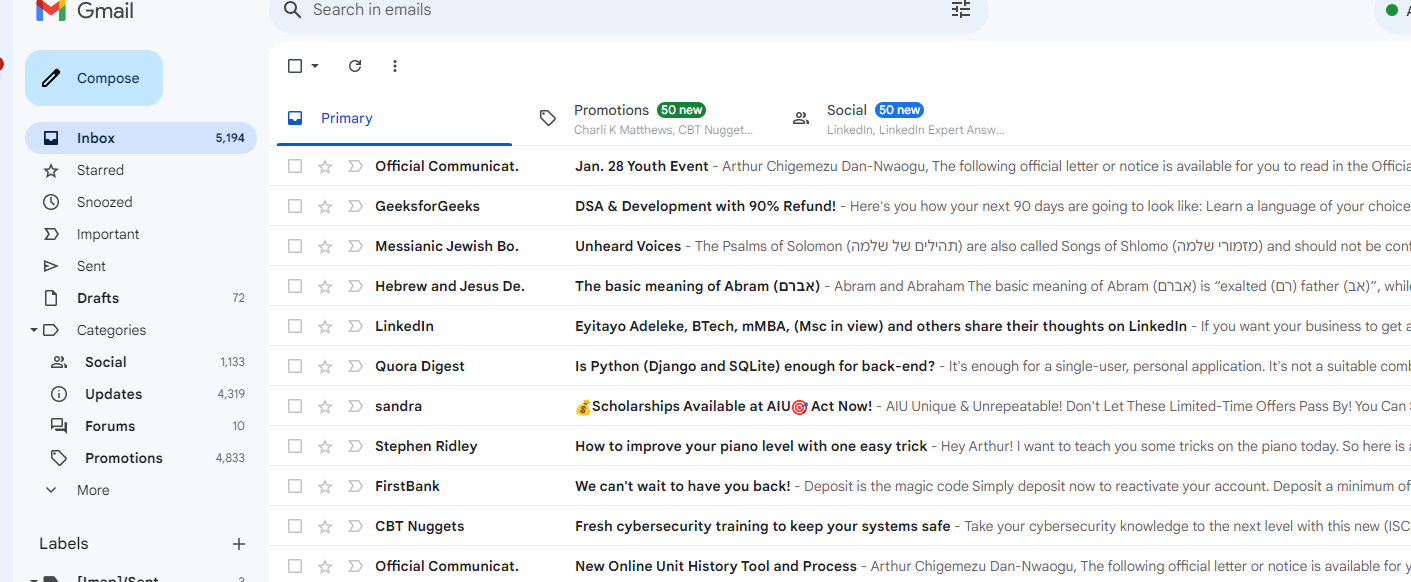 Gmail
Search in emails
Compose
Inbox 5,194
Starred
Snoozed
Important
Sent
Drafts 72
Categories
Social 1,133
Updates 4,319
Forums 10
Promotions 4,833
More
Labels
[Imap]/Sent 3
Primary
Promotions 50 new
Charli K Matthews, CBT Nugget...
Social 50 new
LinkedIn, LinkedIn Expert Answ...
Official Communicat. Jan. 28 Youth Event - Arthur Chigemezu Dan-Nwaogu, The following official letter or notice is available for you to read in the Officia
GeeksforGeeks DSA & Development with 90% Refund! - Here's you how your next 90 days are going to look like: Learn a language of your choice
Messianic Jewish Bo. Unheard Voices - The Psalms of Solomon (תהילים של שלמה) are also called Songs of Shlomo (מזמורי שלמה) and should not be conf
Hebrew and Jesus De. The basic meaning of Abram (אברם) - Abram and Abraham The basic meaning of Abram (אברם) is “exalted (רם) father (אב)”, while
LinkedIn Eyitayo Adeleke, BTech, mMBA, (Msc in view) and others share their thoughts on LinkedIn - If you want your business to get a
Quora Digest Is Python (Django and SQLite) enough for back-end? - It's enough for a single-user, personal application. It's not a suitable comb
sandra 💰Scholarships Available at AIU🎯 Act Now! - AIU Unique & Unrepeatable! Don't Let These Limited-Time Offers Pass By! You Can
Stephen Ridley How to improve your piano level with one easy trick - Hey Arthur! I want to teach you some tricks on the piano today. So here is a
FirstBank We can't wait to have you back! - Deposit is the magic code Simply deposit now to reactivate your account. Deposit a minimum of
CBT Nuggets Fresh cybersecurity training to keep your systems safe - Take your cybersecurity knowledge to the next level with this new (ISC
Official Communicat. New Online Unit History Tool and Process - Arthur Chigemezu Dan-Nwaogu, The following official letter or notice is available for y